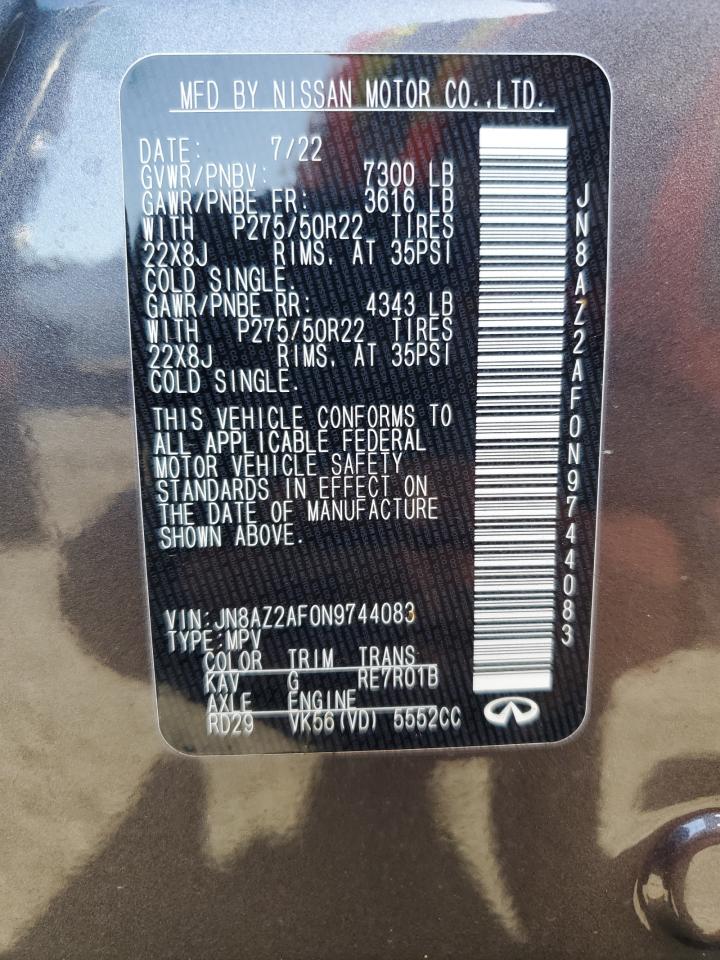 MFD BY NISSAN MOTOR CO.,LTD.
DATE: 7/22
GVWR/PNBV: 7300 LB
GAWR/PNBE FR: 3616 LB
WITH P275/50R22 TIRES
22X8J RIMS, AT 35PSI
COLD SINGLE.
GAWR/PNBE RR: 4343 LB
WITH P275/50R22 TIRES
22X8J RIMS, AT 35PSI
COLD SINGLE.
THIS VEHICLE CONFORMS TO
ALL APPLICABLE FEDERAL
MOTOR VEHICLE SAFETY
STANDARDS IN EFFECT ON
THE DATE OF MANUFACTURE
SHOWN ABOVE.
VIN:JN8AZ2AF0N9744083
TYPE:MPV
COLOR TRIM TRANS
KAV G RE7R01B
AXLE ENGINE
RD29 VK56(VD) 5552CC
JN8AZ2AF0N9744083